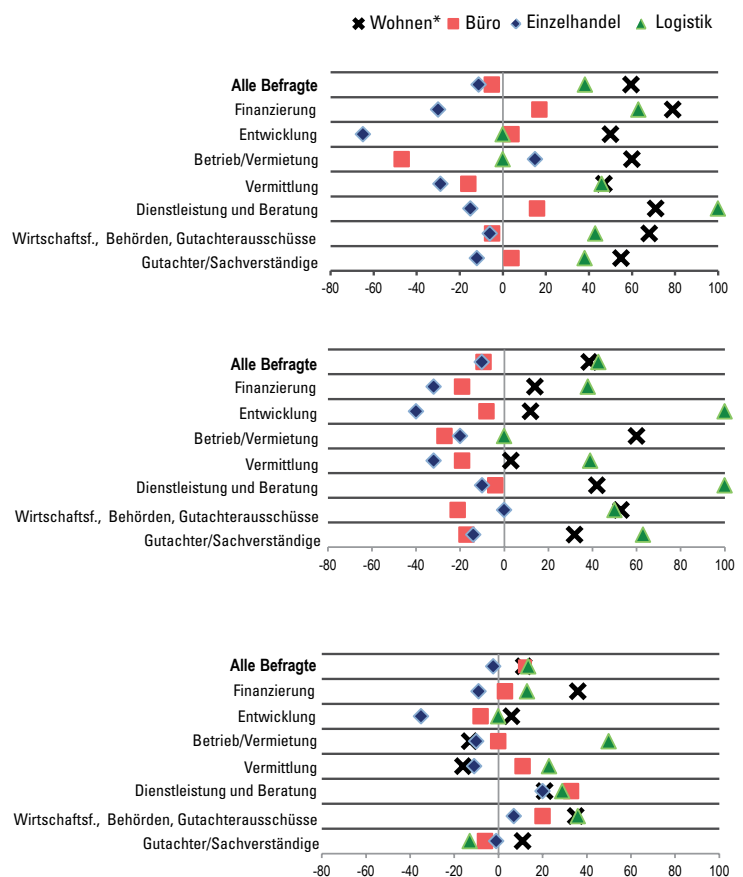 Wohnen* Büro Einzelhandel Logistik
Alle Befragte
Finanzierung
Entwicklung
Betrieb/Vermietung
Vermittlung
Dienstleistung und Beratung
Wirtschaftsf., Behörden, Gutachterausschüsse
Gutachter/Sachverständige
-80 -60 -40 -20 0 20 40 60 80 100
Alle Befragte
Finanzierung
Entwicklung
Betrieb/Vermietung
Vermittlung
Dienstleistung und Beratung
Wirtschaftsf., Behörden, Gutachterausschüsse
Gutachter/Sachverständige
-80 -60 -40 -20 0 20 40 60 80 100
Alle Befragte
Finanzierung
Entwicklung
Betrieb/Vermietung
Vermittlung
Dienstleistung und Beratung
Wirtschaftsf., Behörden, Gutachterausschüsse
Gutachter/Sachverständige
-80 -60 -40 -20 0 20 40 60 80 100